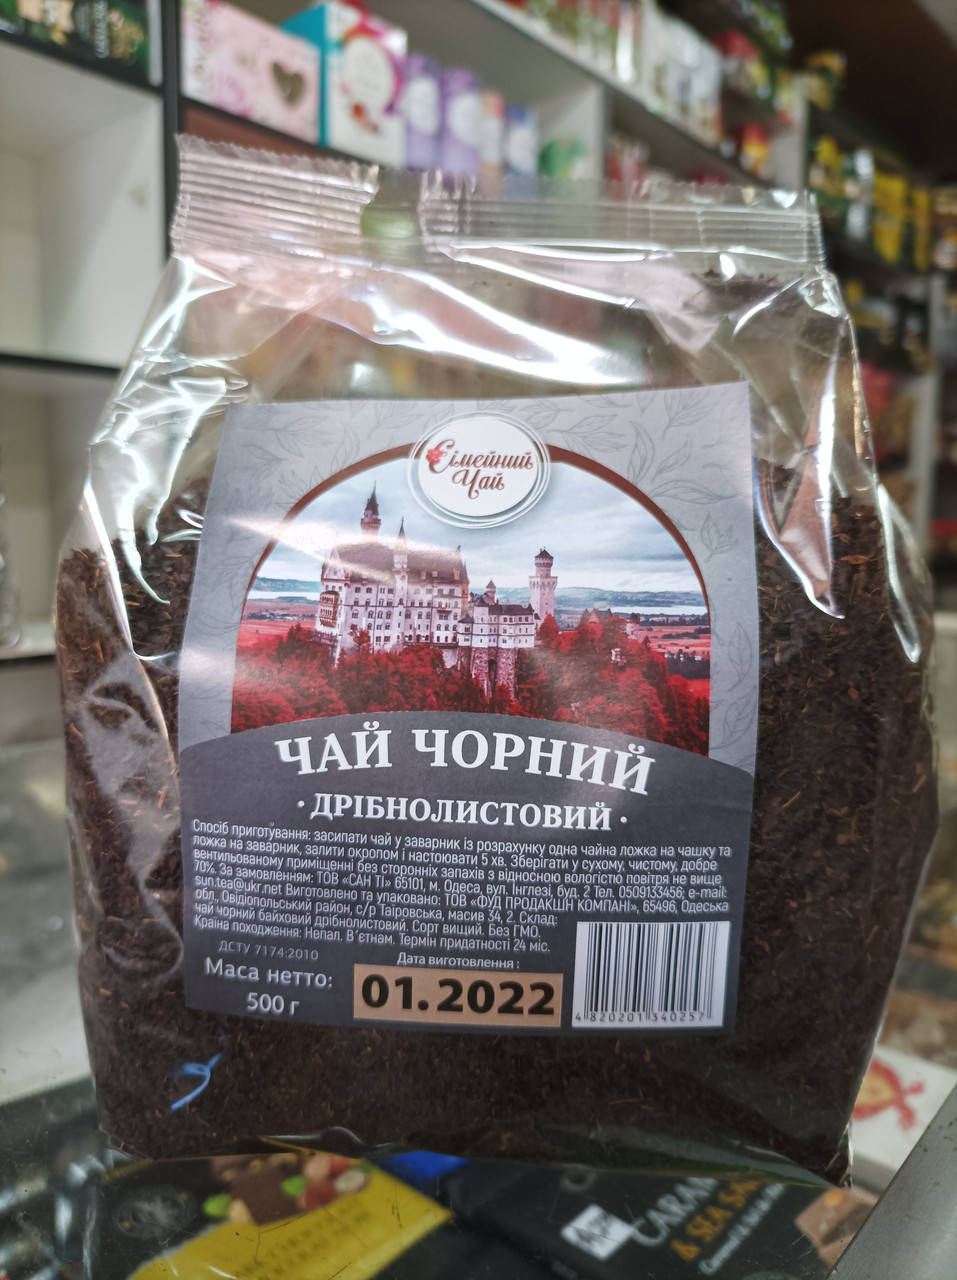 Сімейний
Чай
ЧАЙ ЧОРНИЙ
· ДРІБНОЛИСТОВИЙ ·
Спосіб приготування: засипати чай у заварник із розрахунку одна чайна ложка на чашку та
ложка на заварник, залити окропом і настоювати 5 хв. Зберігати у сухому, чистому, добре
вентильованому приміщенні без сторонніх запахів з відносною вологістю повітря не вище
70%. За замовленням: ТОВ «САН ТІ» 65101, м. Одеса, вул. Інглезі, буд. 2 Тел. 0509133456; e-mail:
sun.tea@ukr.net Виготовлено та упаковано: ТОВ «ФУД ПРОДАКШН КОМПАНІ», 65496, Одеська
обл., Овідіопольський район, с/р Таїровська, масив 34, 2. Склад:
чай чорний байховий дрібнолистовий. Сорт вищий. Без ГМО.
Країна походження: Непал, В'єтнам. Термін придатності 24 міс.
ДСТУ 7174:2010
Дата виготовлення :
Маса нетто:
500 г
01.2022
4 820201 340257
CARAM
& SEA SA